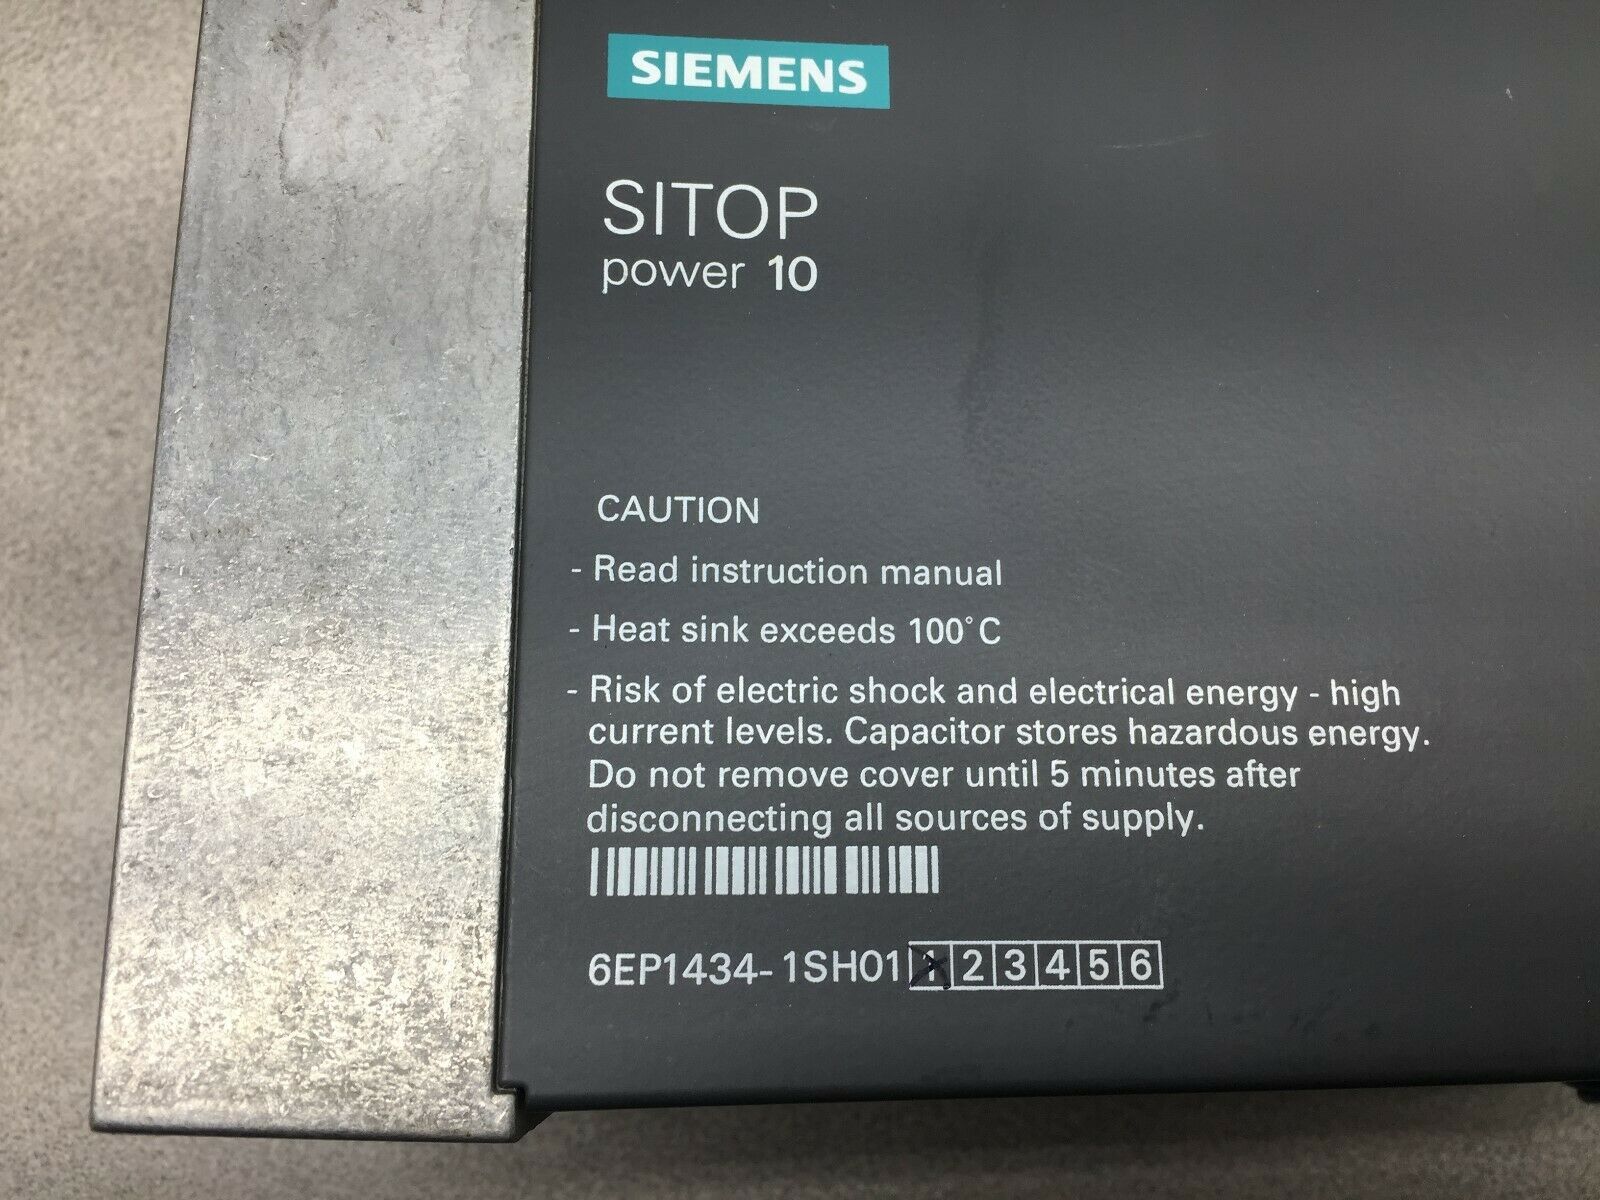 SIEMENS
SITOP
power 10
CAUTION
- Read instruction manual
- Heat sink exceeds 100°C
- Risk of electric shock and electrical energy - high
current levels. Capacitor stores hazardous energy.
Do not remove cover until 5 minutes after
disconnecting all sources of supply.
6EP1434-1SH01 1 2 3 4 5 6